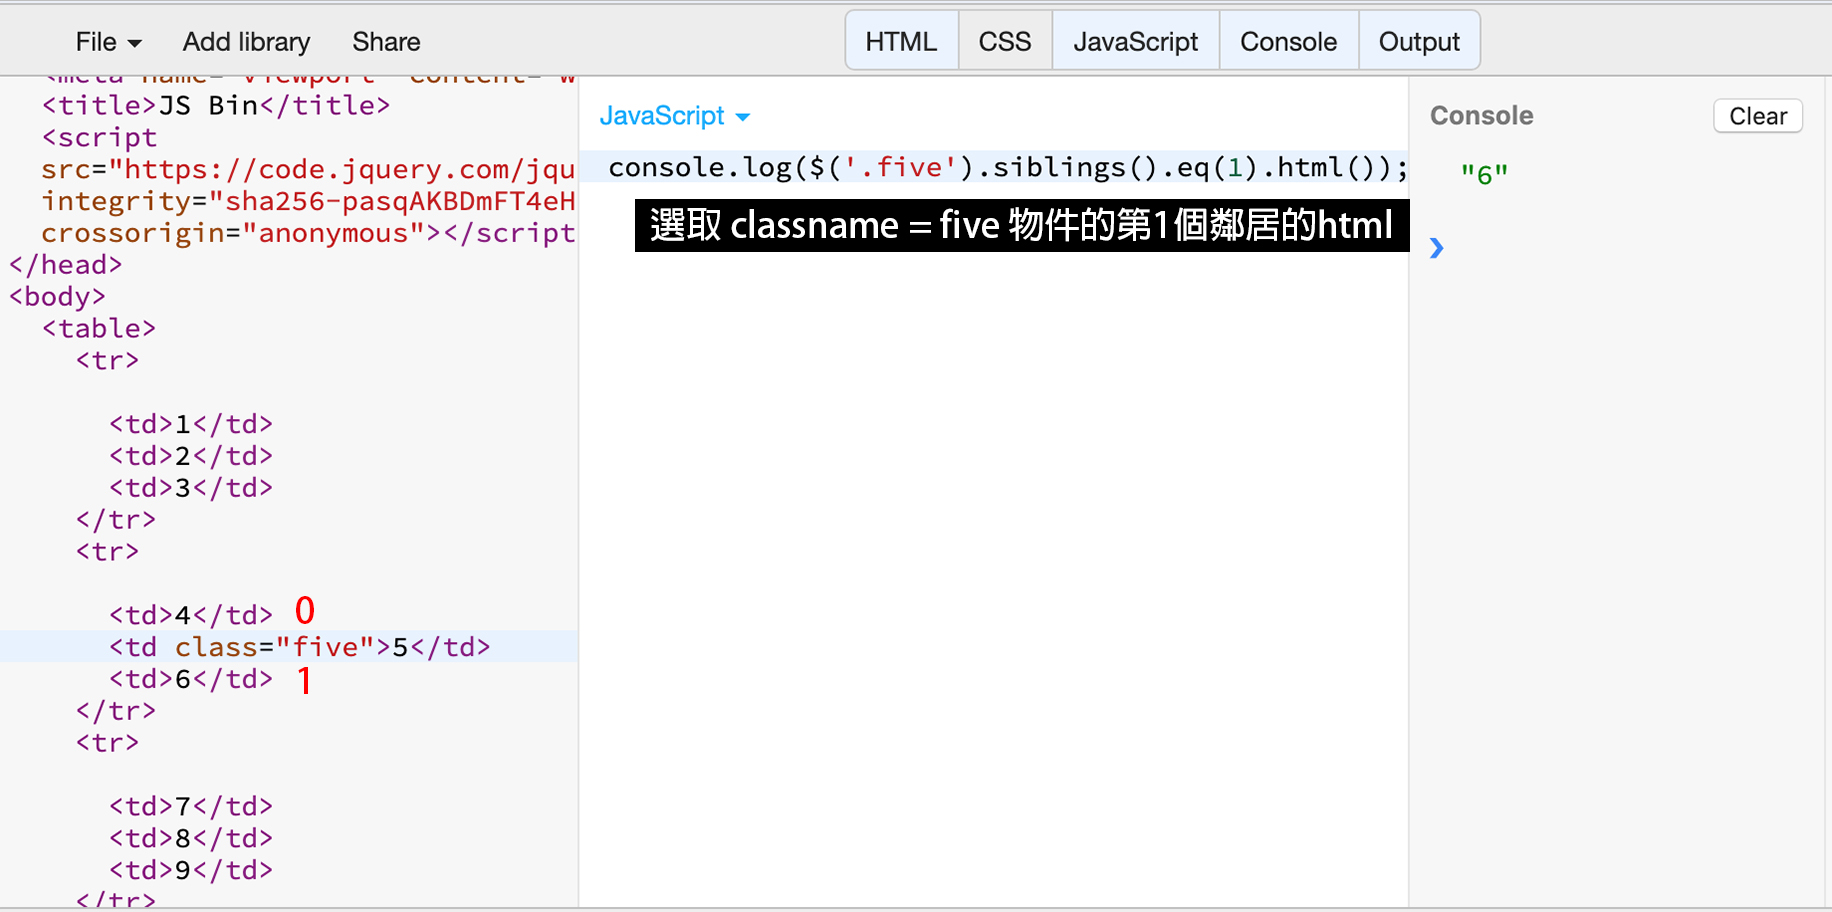 File Add library Share HTML CSS JavaScript Console Output
<meta name="viewport" content="w
<title>JS Bin</title>
<script
src="https://code.jquery.com/jqu
integrity="sha256-pasqAKBDmFT4eH
crossorigin="anonymous"></script
</head>
<body>
<table>
<tr>
<td>1</td>
<td>2</td>
<td>3</td>
</tr>
<tr>
<td>4</td> 0
<td class="five">5</td>
<td>6</td> 1
</tr>
<tr>
<td>7</td>
<td>8</td>
<td>9</td>
</tr>
JavaScript
console.log($('.five').siblings().eq(1).html());
選取 classname = five 物件的第1個鄰居的html
Console Clear
"6"